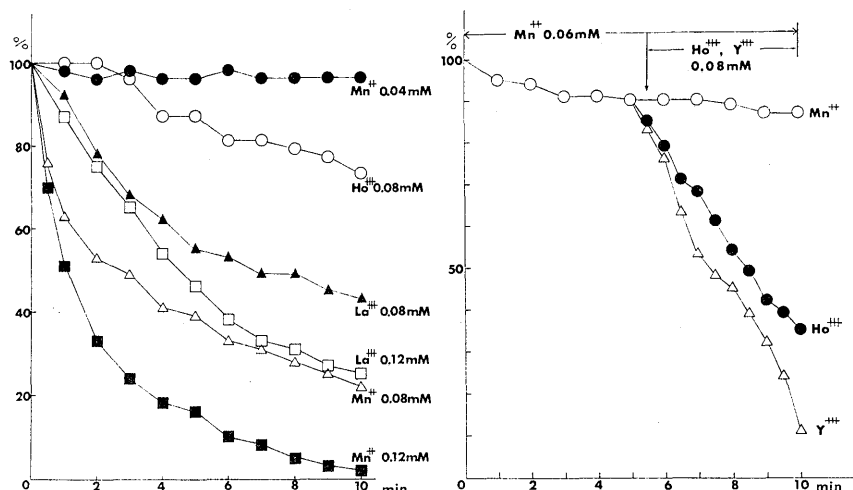 %
100
80
60
40
20
0
2
4
6
8
10
min
Mn⧺ 0.04mM
Ho⧻ 0.08mM
La⧻ 0.08mM
La⧻ 0.12mM
Mn⧺ 0.08mM
Mn⧺ 0.12mM
Mn⧺ 0.06mM
Ho⧻, Y⧻
0,08mM
%
100
50
0
2
4
6
8
10
min
Mn⧺
Ho⧻
Y⧻